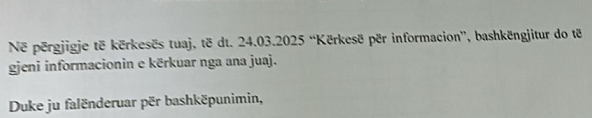 Në përgjigje të kërkesës tuaj, të dt. 24.03.2025 “Kërkesë për informacion”, bashkëngjitur do të
gjeni informacionin e kërkuar nga ana juaj.
Duke ju falënderuar për bashkëpunimin,